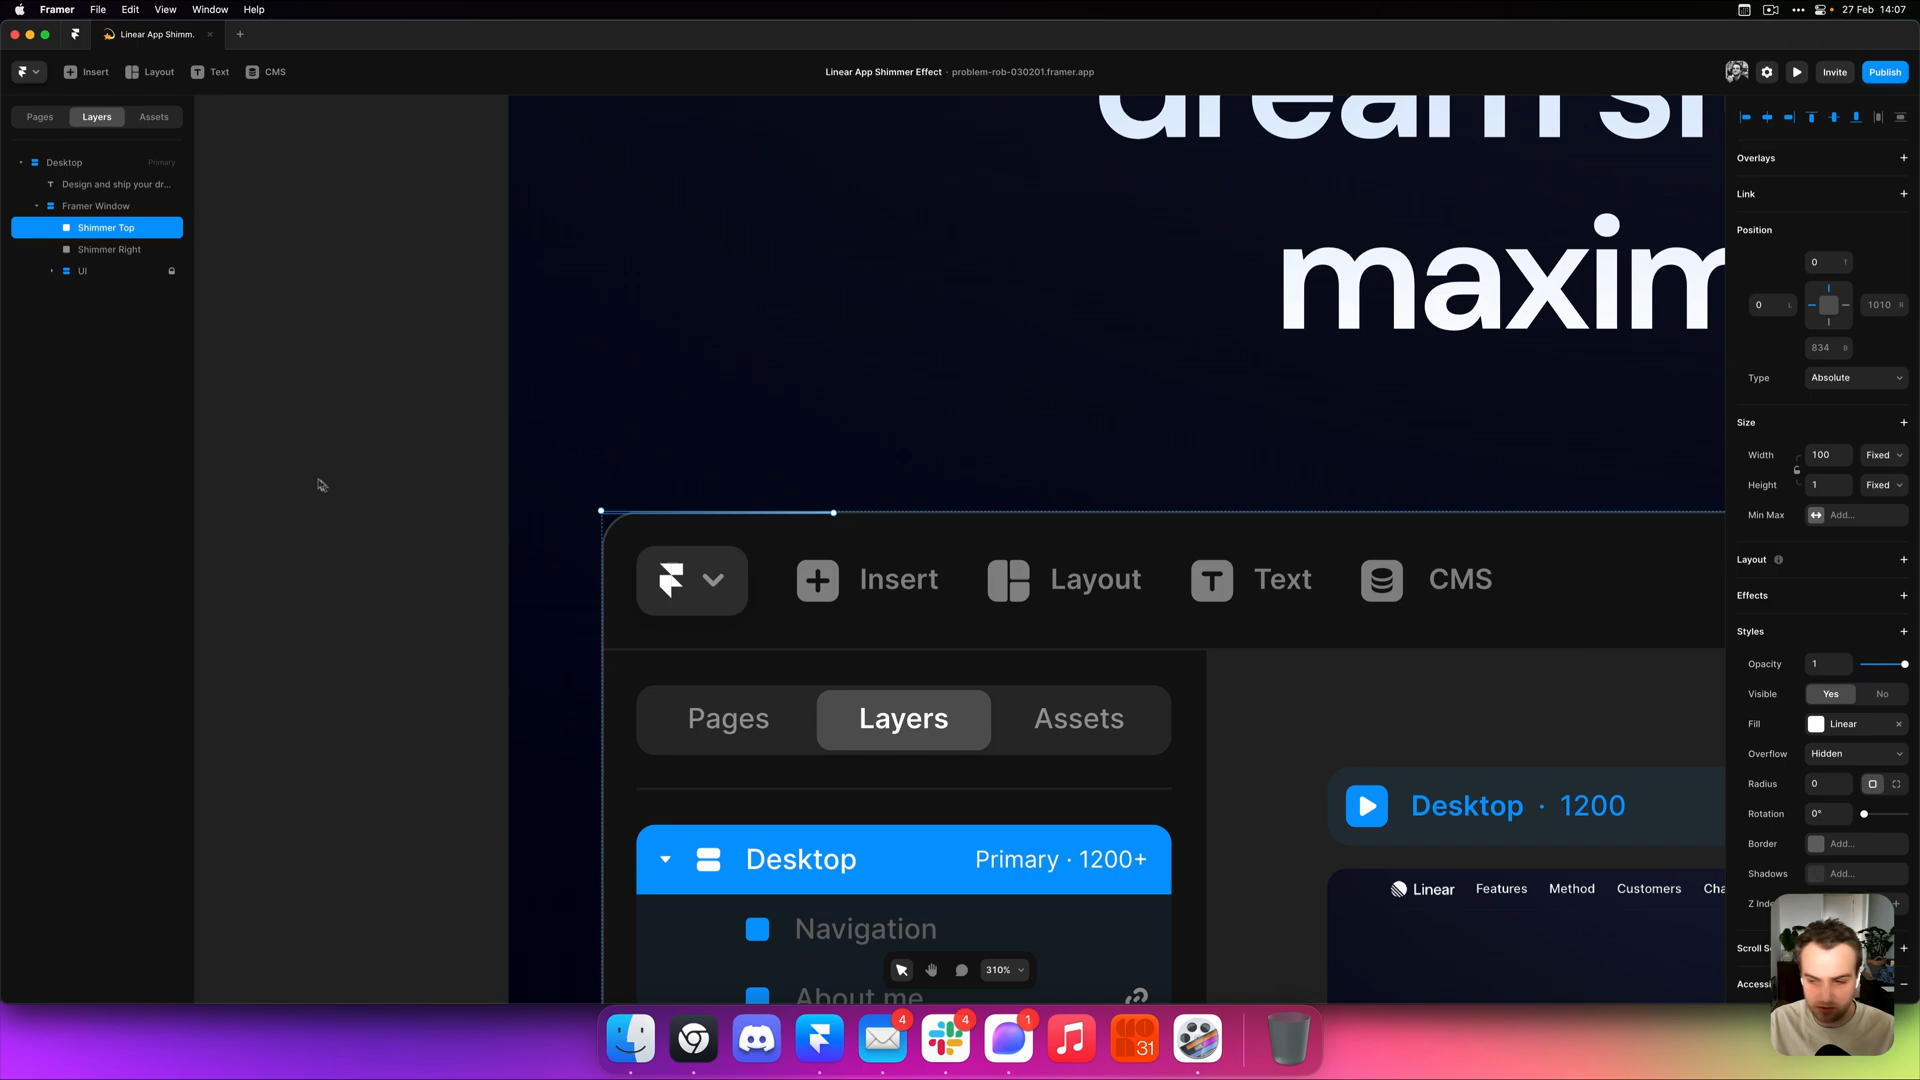 Framer File Edit View Window Help
27 Feb 14:07
Linear App Shimm.
Insert Layout Text CMS
Linear App Shimmer Effect · problem-rob-030201.framer.app
Invite Publish
Pages Layers Assets
Desktop Primary
Design and ship your dr...
Framer Window
Shimmer Top
Shimmer Right
UI
maxim
Insert Layout Text CMS
Pages Layers Assets
Desktop Primary · 1200+
Navigation
About me
Desktop · 1200
Linear Features Method Customers Cha
310%
Overlays
Link
Position
0 T
0 L 1010 R
834 B
Type Absolute
Size
Width 100 Fixed
Height 1 Fixed
Min Max Add...
Layout
Effects
Styles
Opacity 1
Visible Yes No
Fill Linear
Overflow Hidden
Radius 0
Rotation 0°
Border Add...
Shadows Add...
Z Inde
Scroll Se
Accessi
4 4 1
31